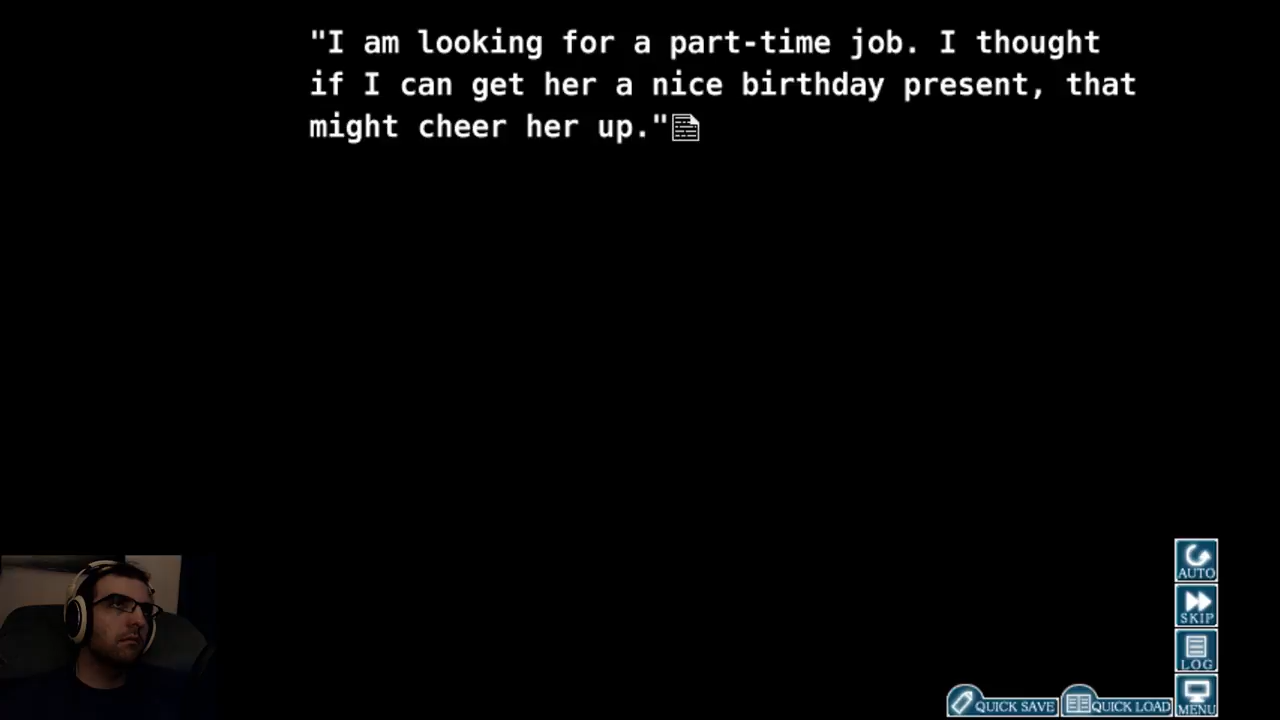 "I am looking for a part-time job. I thought
if I can get her a nice birthday present, that
might cheer her up."
AUTO
SKIP
LOG
QUICK SAVE
QUICK LOAD
MENU